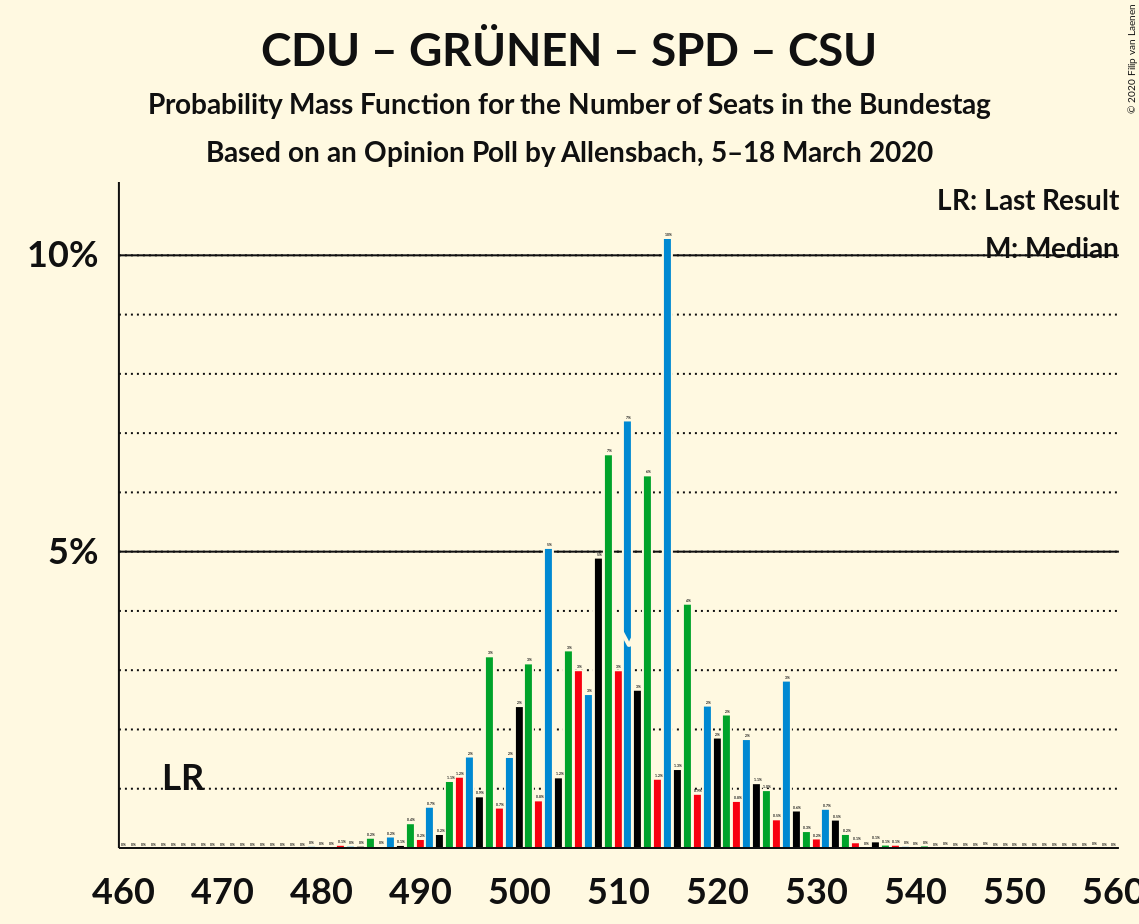 CDU – GRÜNEN – SPD – CSU
Probability Mass Function for the Number of Seats in the Bundestag
Based on an Opinion Poll by Allensbach, 5–18 March 2020
© 2020 Filip van Laenen
LR: Last Result
M: Median
10%
5%
LR
460 470 480 490 500 510 520 530 540 550 560